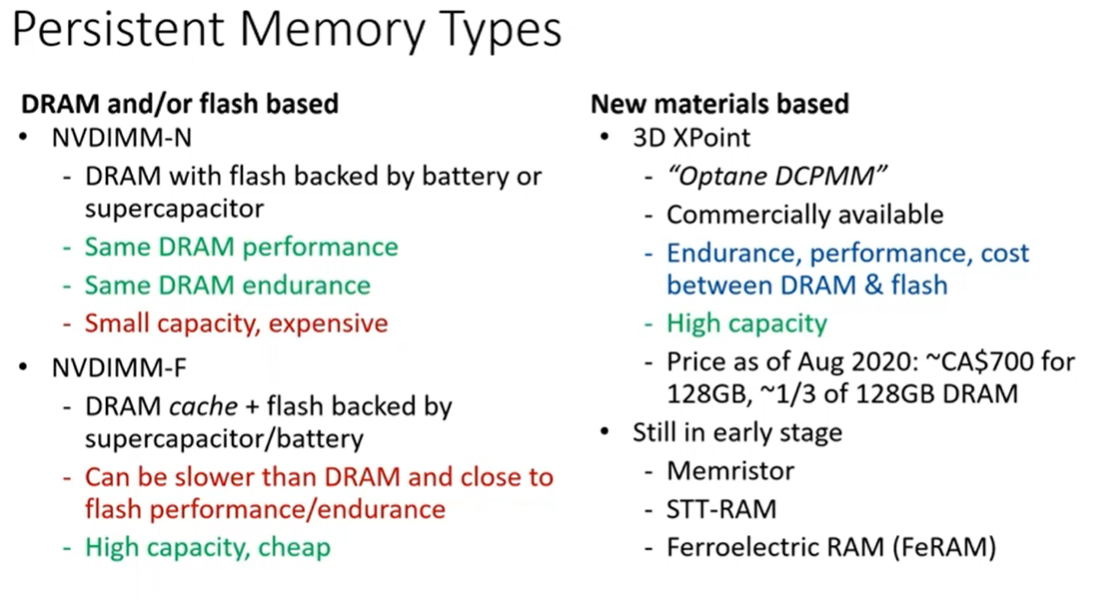 Persistent Memory Types
DRAM and/or flash based
• NVDIMM-N
- DRAM with flash backed by battery or
supercapacitor
- Same DRAM performance
- Same DRAM endurance
- Small capacity, expensive
• NVDIMM-F
- DRAM cache + flash backed by
supercapacitor/battery
- Can be slower than DRAM and close to
flash performance/endurance
- High capacity, cheap
New materials based
• 3D XPoint
- “Optane DCPMM”
- Commercially available
- Endurance, performance, cost
between DRAM & flash
- High capacity
- Price as of Aug 2020: ~CA$700 for
128GB, ~1/3 of 128GB DRAM
• Still in early stage
- Memristor
- STT-RAM
- Ferroelectric RAM (FeRAM)